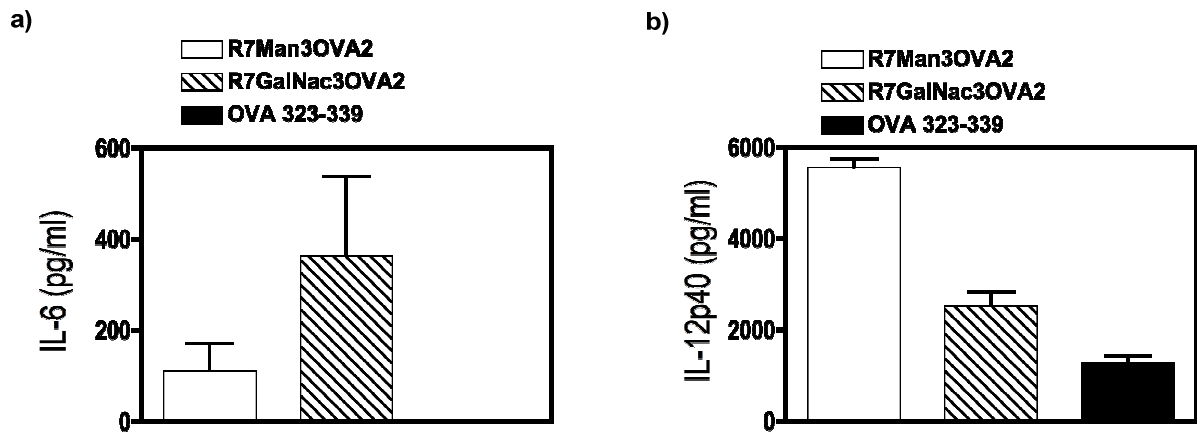 a)
R7Man3OVA2
R7GalNac3OVA2
OVA 323-339
600
400
200
0
IL-6 (pg/ml)
b)
R7Man3OVA2
R7GalNac3OVA2
OVA 323-339
6000
4000
2000
0
IL-12p40 (pg/ml)